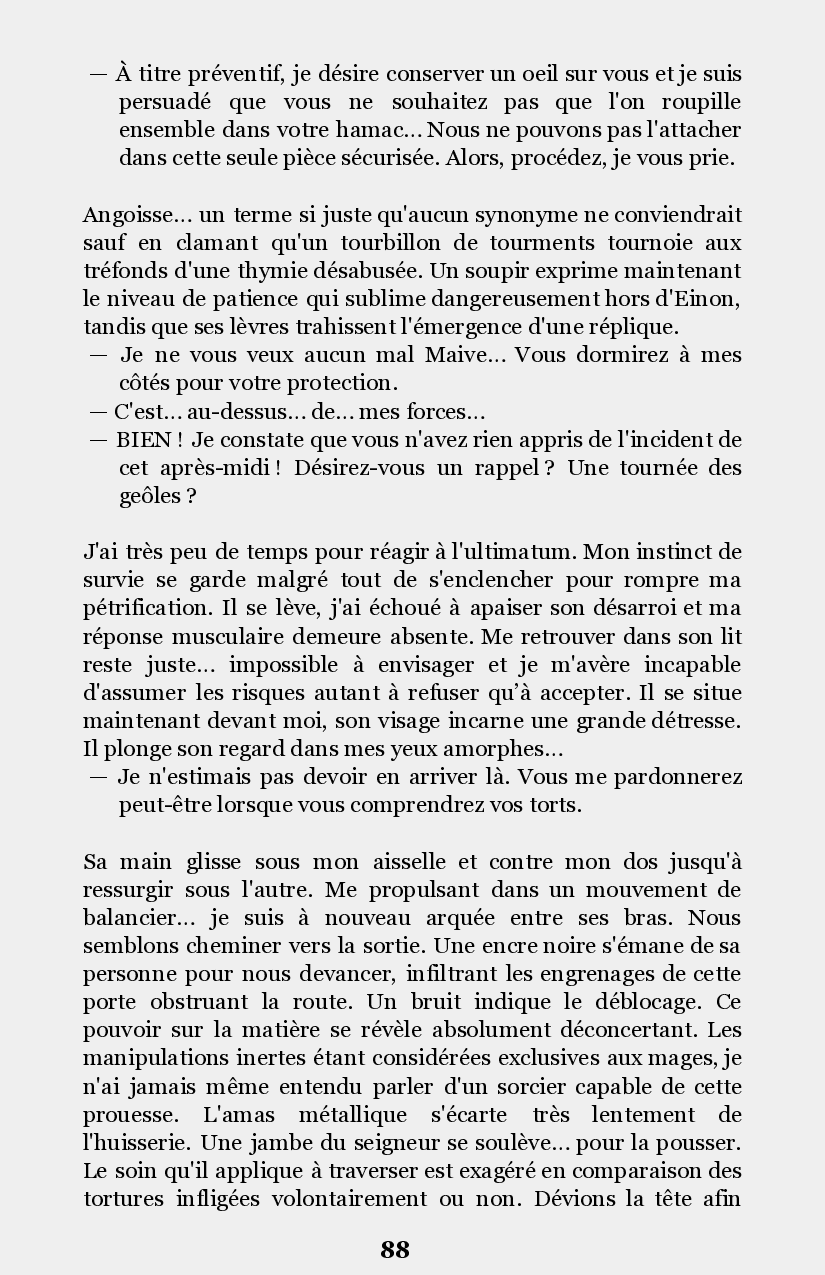 — À titre préventif, je désire conserver un oeil sur vous et je suis
persuadé que vous ne souhaitez pas que l'on roupille
ensemble dans votre hamac... Nous ne pouvons pas l'attacher
dans cette seule pièce sécurisée. Alors, procédez, je vous prie.
Angoisse... un terme si juste qu'aucun synonyme ne conviendrait
sauf en clamant qu'un tourbillon de tourments tournoie aux
tréfonds d'une thymie désabusée. Un soupir exprime maintenant
le niveau de patience qui sublime dangereusement hors d'Einon,
tandis que ses lèvres trahissent l'émergence d'une réplique.
— Je ne vous veux aucun mal Maive... Vous dormirez à mes
côtés pour votre protection.
— C'est... au-dessus... de... mes forces...
— BIEN ! Je constate que vous n'avez rien appris de l'incident de
cet après-midi ! Désirez-vous un rappel ? Une tournée des
geôles ?
J'ai très peu de temps pour réagir à l'ultimatum. Mon instinct de
survie se garde malgré tout de s'enclencher pour rompre ma
pétrification. Il se lève, j'ai échoué à apaiser son désarroi et ma
réponse musculaire demeure absente. Me retrouver dans son lit
reste juste... impossible à envisager et je m'avère incapable
d'assumer les risques autant à refuser qu’à accepter. Il se situe
maintenant devant moi, son visage incarne une grande détresse.
Il plonge son regard dans mes yeux amorphes...
— Je n'estimais pas devoir en arriver là. Vous me pardonnerez
peut-être lorsque vous comprendrez vos torts.
Sa main glisse sous mon aisselle et contre mon dos jusqu'à
ressurgir sous l'autre. Me propulsant dans un mouvement de
balancier... je suis à nouveau arquée entre ses bras. Nous
semblons cheminer vers la sortie. Une encre noire s'émane de sa
personne pour nous devancer, infiltrant les engrenages de cette
porte obstruant la route. Un bruit indique le déblocage. Ce
pouvoir sur la matière se révèle absolument déconcertant. Les
manipulations inertes étant considérées exclusives aux mages, je
n'ai jamais même entendu parler d'un sorcier capable de cette
prouesse. L'amas métallique s'écarte très lentement de
l'huisserie. Une jambe du seigneur se soulève... pour la pousser.
Le soin qu'il applique à traverser est exagéré en comparaison des
tortures infligées volontairement ou non. Dévions la tête afin
88